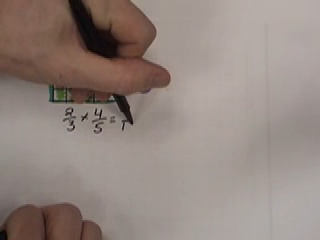 2/3 × 4/5 =